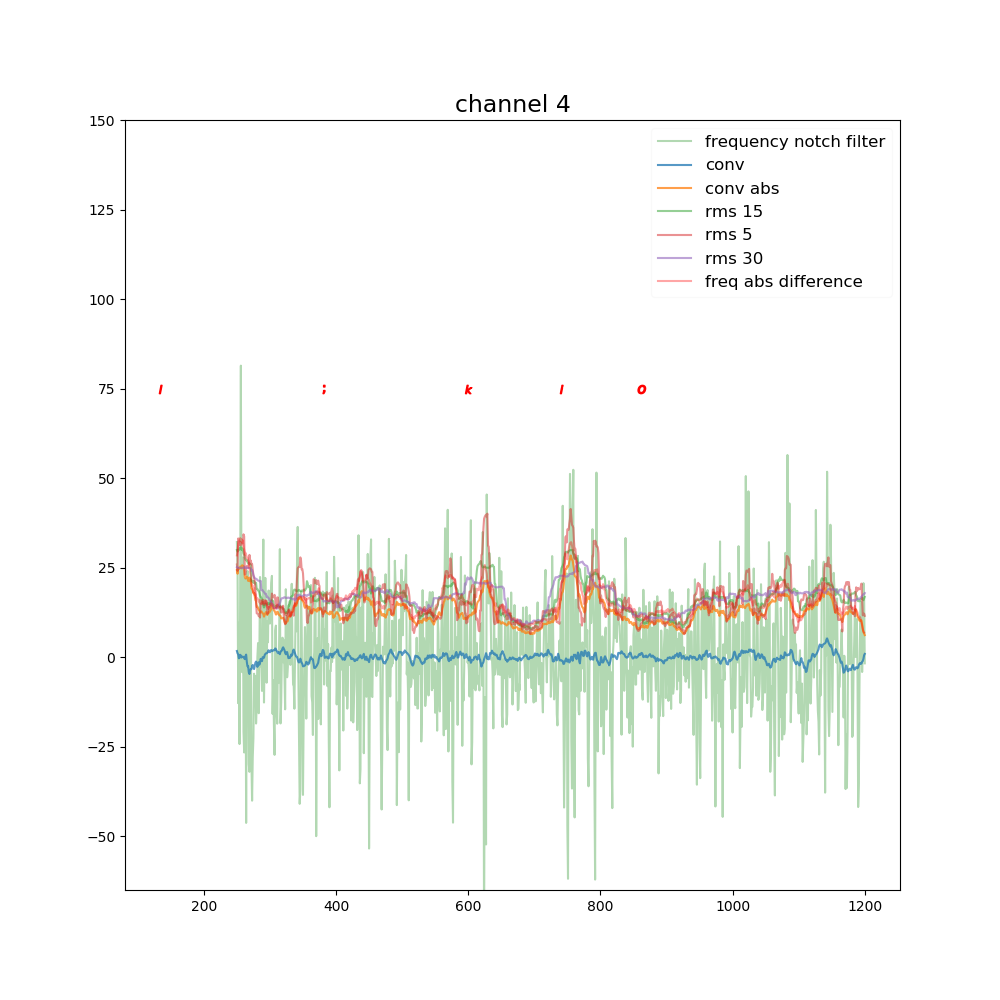 channel 4
150
125
100
75
50
25
0
−25
−50
frequency notch filter
conv
conv abs
rms 15
rms 5
rms 30
freq abs difference
l ; k l o
200 400 600 800 1000 1200